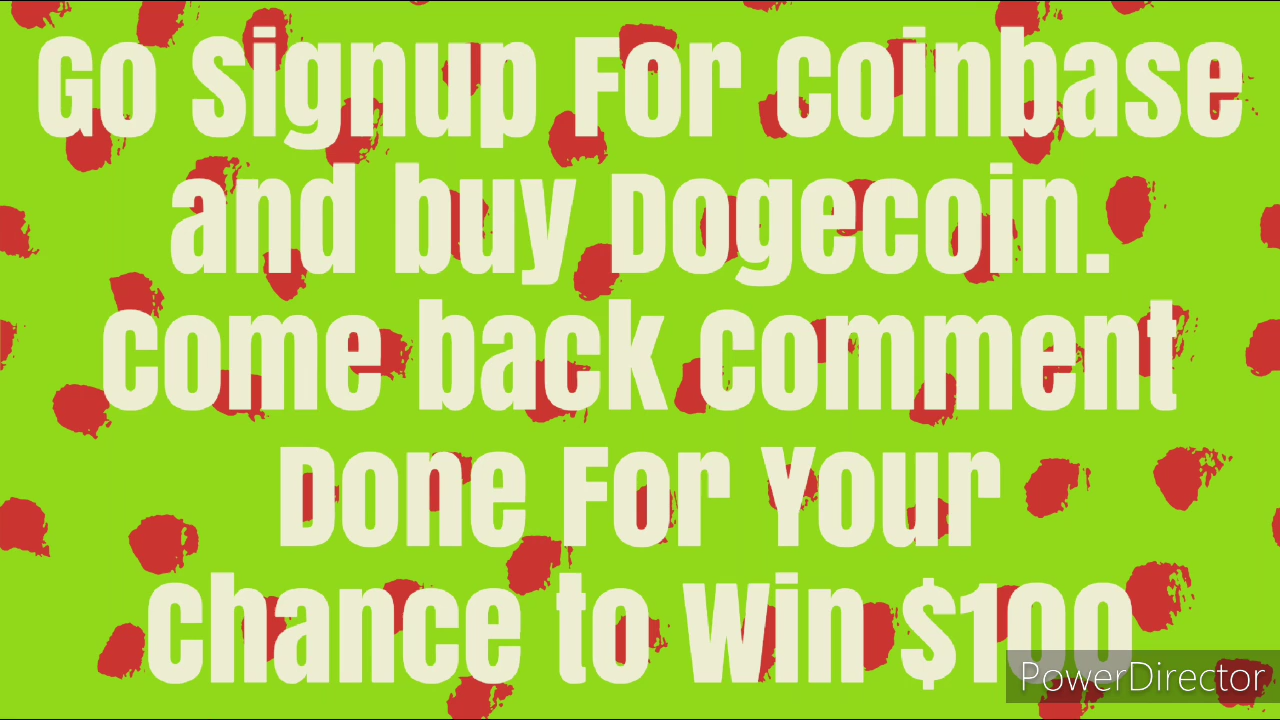 Go Signup For Coinbase
and buy Dogecoin.
Come back Comment
Done For Your
Chance to Win $100
PowerDirector